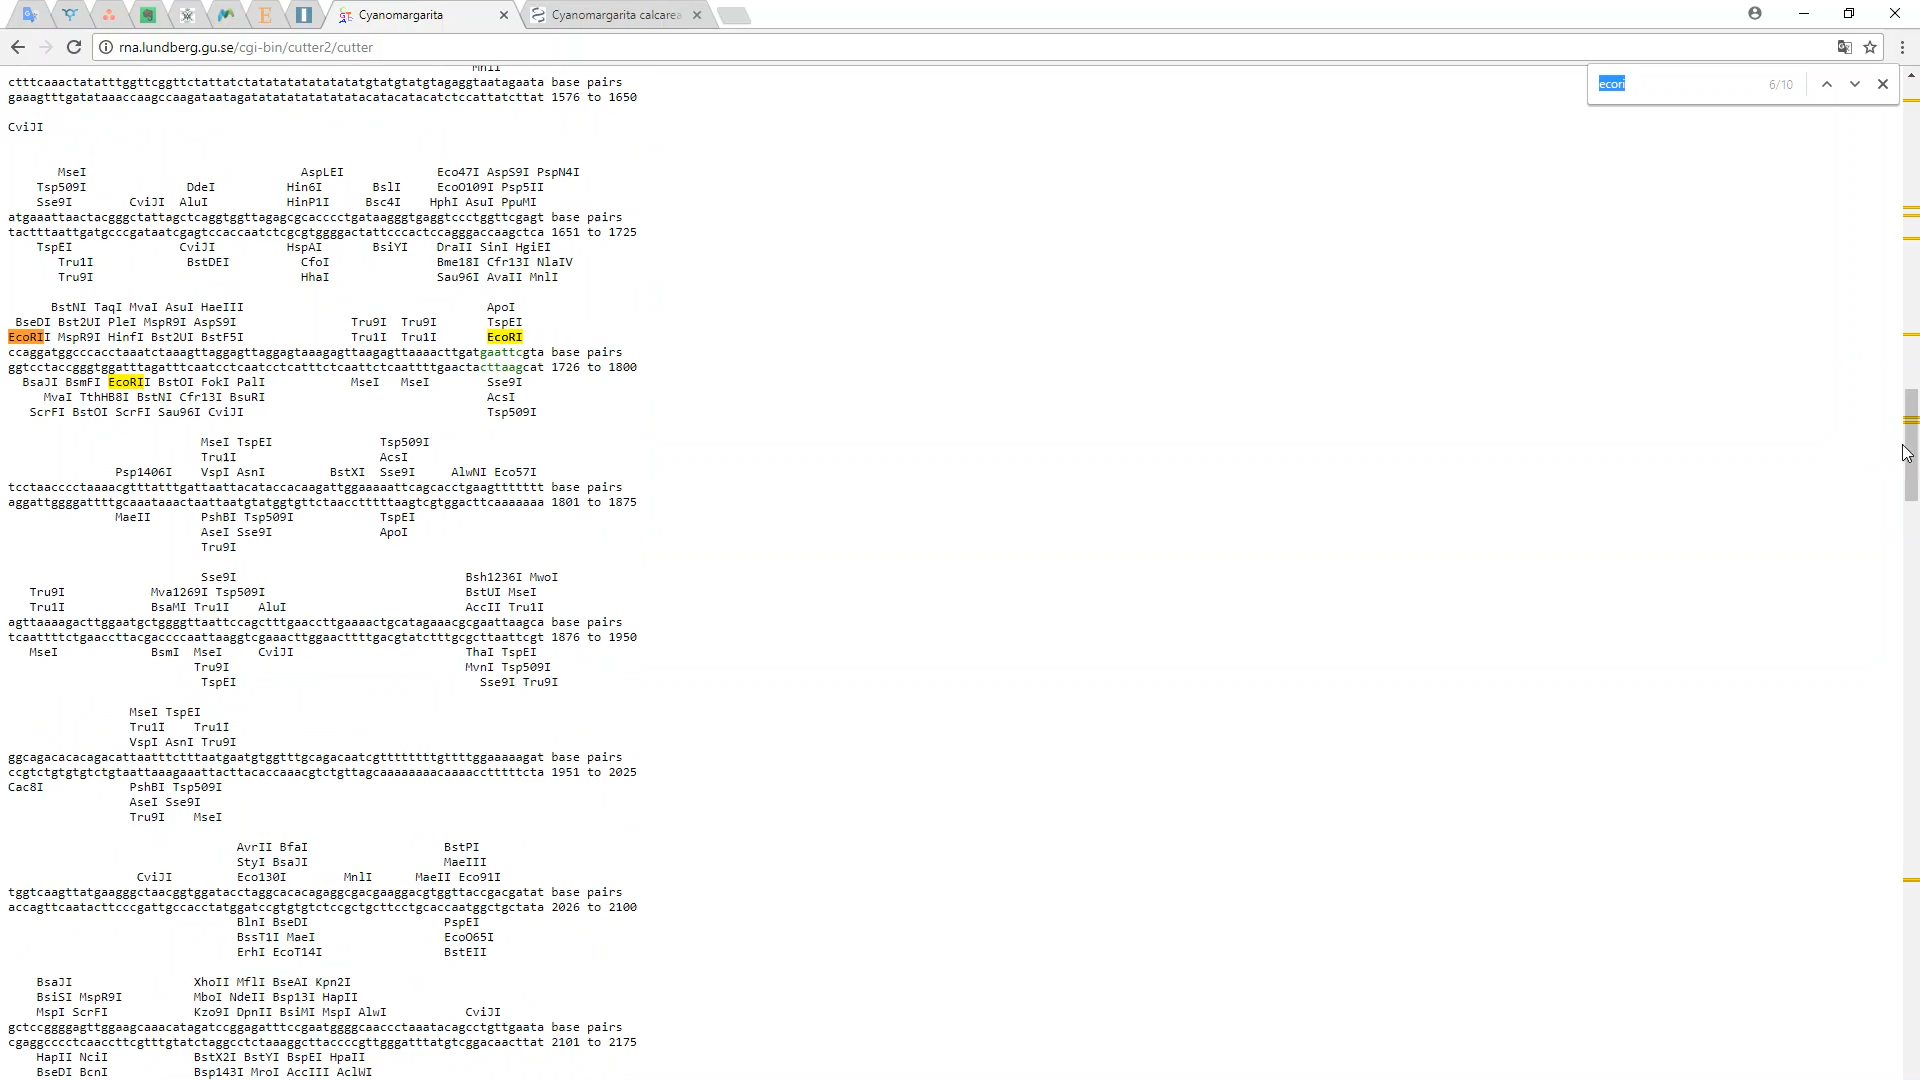 Cyanomargarita
Cyanomargarita calcarea
rna.lundberg.gu.se/cgi-bin/cutter2/cutter
ecori 6/10
MnlI
ctttcaaactatatttggttcggttctattatctatatatatatatatatgtatgtatgtagaggtaatagaata base pairs
gaaagtttgatataaaccaagccaagataatagatatatatatatatatacatacatacatctccattatcttat 1576 to 1650
CviJI
MseI AspLEI Eco47I AspS9I PspN4I
Tsp509I DdeI Hin6I BslI EcoO109I Psp5II
Sse9I CviJI AluI HinP1I Bsc4I HphI AsuI PpuMI
atgaaattaactacgggctattagctcaggtggttagagcgcacccctgataagggtgaggtccctggttcgagt base pairs
tactttaattgatgcccgataatcgagtccaccaatctcgcgtggggactattcccactccagggaccaagctca 1651 to 1725
TspEI CviJI HspAI BsiYI DraII SinI HgiEI
Tru1I BstDEI CfoI Bme18I Cfr13I NlaIV
Tru9I HhaI Sau96I AvaII MnlI
BstNI TaqI MvaI AsuI HaeIII ApoI
BseDI Bst2UI PleI MspR9I AspS9I Tru9I Tru9I TspEI
EcoRII MspR9I HinfI Bst2UI BstF5I Tru1I Tru1I EcoRI
ccaggatggcccacctaaatctaaagttaggagttaggagtaaagagttaagagttaaaacttgatgaattcgta base pairs
ggtcctaccgggtggatttagatttcaatcctcaatcctcatttctcaattctcaattttgaactacttaagcat 1726 to 1800
BsaJI BsmFI EcoRII BstOI FokI PalI MseI MseI Sse9I
MvaI TthHB8I BstNI Cfr13I BsuRI AcsI
ScrFI BstOI ScrFI Sau96I CviJI Tsp509I
MseI TspEI Tsp509I
Tru1I AcsI
Psp1406I VspI AsnI BstXI Sse9I AlwNI Eco57I
tcctaacccctaaaacgtttatttgattaattacataccacaagattggaaaaattcagcacctgaagttttttt base pairs
aggattggggattttgcaaataaactaattaatgtatggtgttctaacctttttaagtcgtggacttcaaaaaaa 1801 to 1875
MaeII PshBI Tsp509I TspEI
AseI Sse9I ApoI
Tru9I
Sse9I Bsh1236I MwoI
Tru9I Mva1269I Tsp509I BstUI MseI
Tru1I BsaMI Tru1I AluI AccII Tru1I
agttaaaagacttggaatgctggggttaattccagctttgaaccttgaaaactgcatagaaacgcgaattaagca base pairs
tcaattttctgaaccttacgaccccaattaaggtcgaaacttggaacttttgacgtatctttgcgcttaattcgt 1876 to 1950
MseI BsmI MseI CviJI ThaI TspEI
Tru9I MvnI Tsp509I
TspEI Sse9I Tru9I
MseI TspEI
Tru1I Tru1I
VspI AsnI Tru9I
ggcagacacacagacattaatttctttaatgaatgtggtttgcagacaatcgttttttttgttttggaaaaagat base pairs
ccgtctgtgtgtctgtaattaaagaaattacttacaccaaacgtctgttagcaaaaaaaacaaaacctttttcta 1951 to 2025
Cac8I PshBI Tsp509I
AseI Sse9I
Tru9I MseI
AvrII BfaI BstPI
StyI BsaJI MaeIII
CviJI Eco130I MnlI MaeII Eco91I
tggtcaagttatgaagggctaacggtggatacctaggcacacagaggcgacgaaggacgtggttaccgacgatat base pairs
accagttcaatacttcccgattgccacctatggatccgtgtgtctccgctgcttcctgcaccaatggctgctata 2026 to 2100
BlnI BseDI PspEI
BssT1I MaeI EcoO65I
ErhI EcoT14I BstEII
BsaJI XhoII MflI BseAI Kpn2I
BsiSI MspR9I MboI NdeII Bsp13I HapII
MspI ScrFI Kzo9I DpnII BsiMI MspI AlwI CviJI
gctccggggagttggaagcaaacatagatccggagatttccgaatggggcaaccctaaatacagcctgttgaata base pairs
cgaggcccctcaaccttcgtttgtatctaggcctctaaaggcttaccccgttgggatttatgtcggacaacttat 2101 to 2175
HapII NciI BstX2I BstYI BspEI HpaII
BseDI BcnI Bsp143I MroI AccIII AclWI